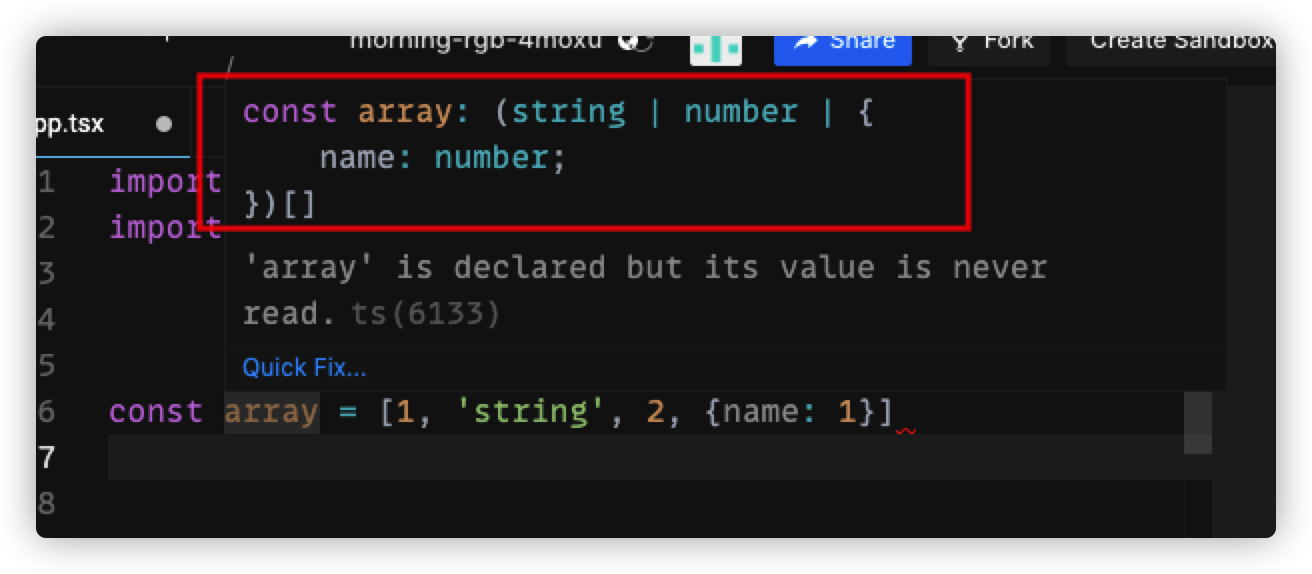 morning-rgb-4moxu
Share
Fork
Create Sandbox
/
pp.tsx
const array: (string | number | {
name: number;
})[]
1 import
2 import
'array' is declared but its value is never
read. ts(6133)
Quick Fix...
3
4
5
6 const array = [1, 'string', 2, {name: 1}]
7
8